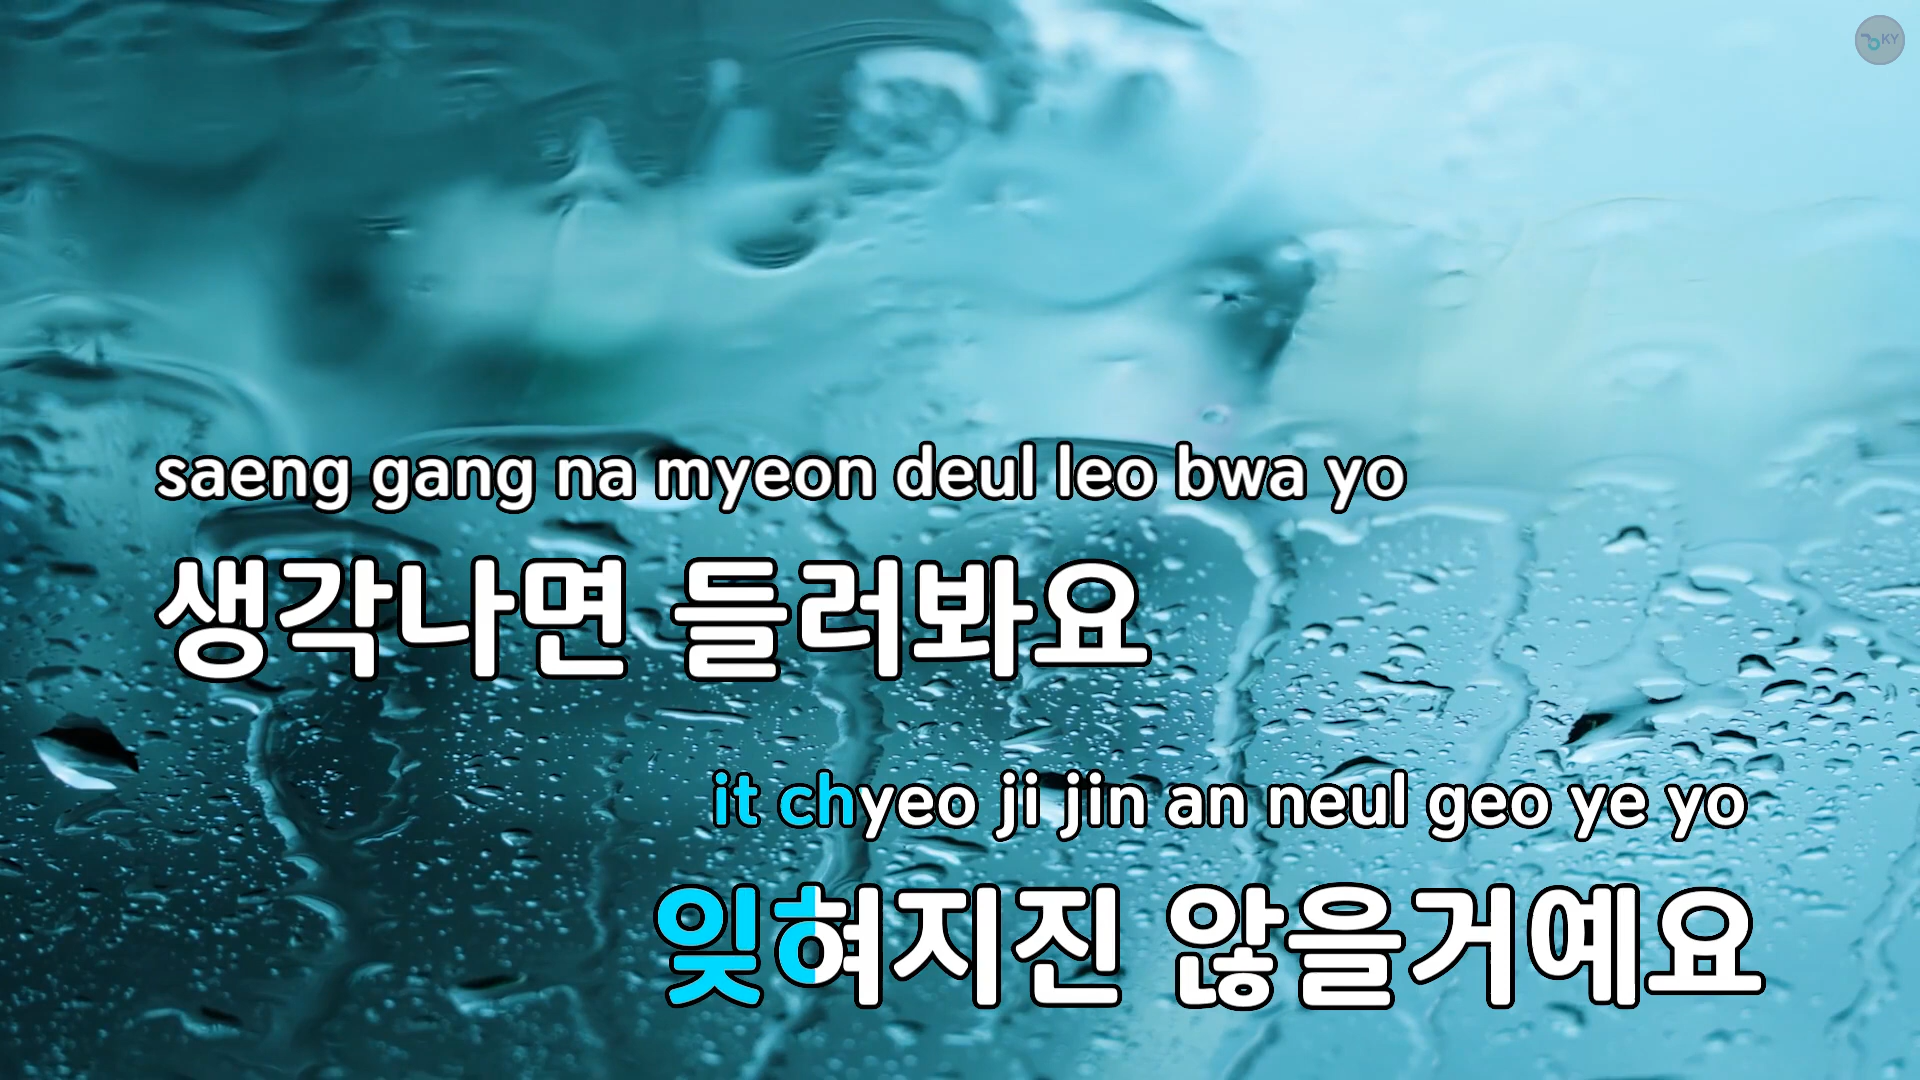 KY
saeng gang na myeon deul leo bwa yo
생각나면 들러봐요
it chyeo ji jin an neul geo ye yo
잊혀지진 않을거예요